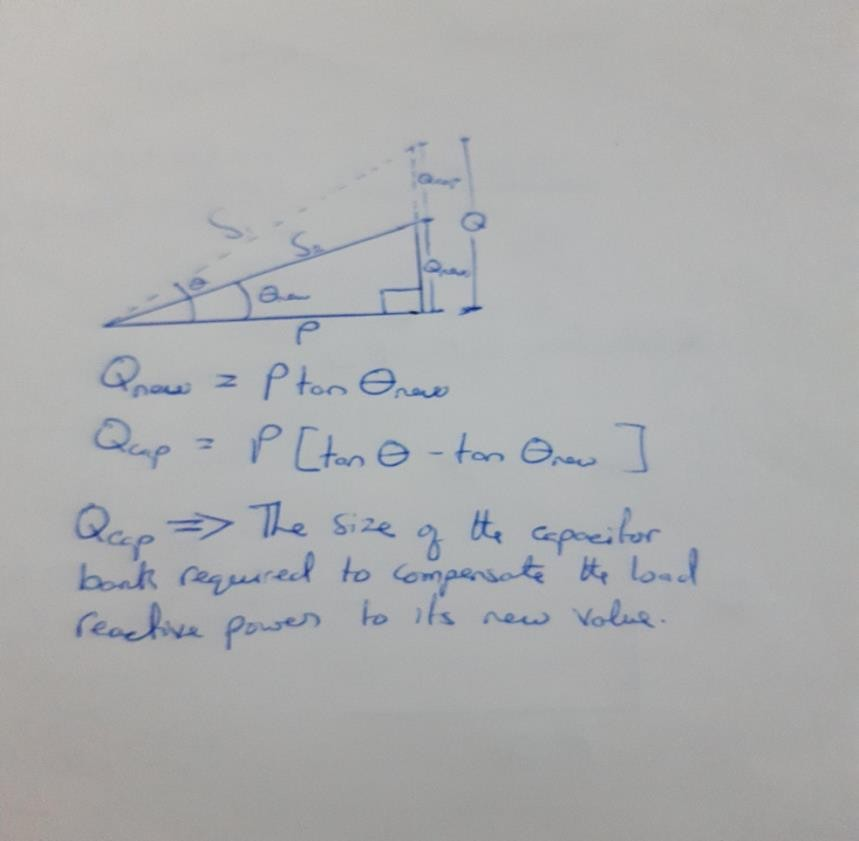 Qcap
S1
Q
S2
Qnew
θ
θnew
P
Qnew = P tan θnew
Qcap = P [tan θ - tan θnew]
Qcap => The size of the capacitor
bank required to compensate the load
reactive power to its new value.